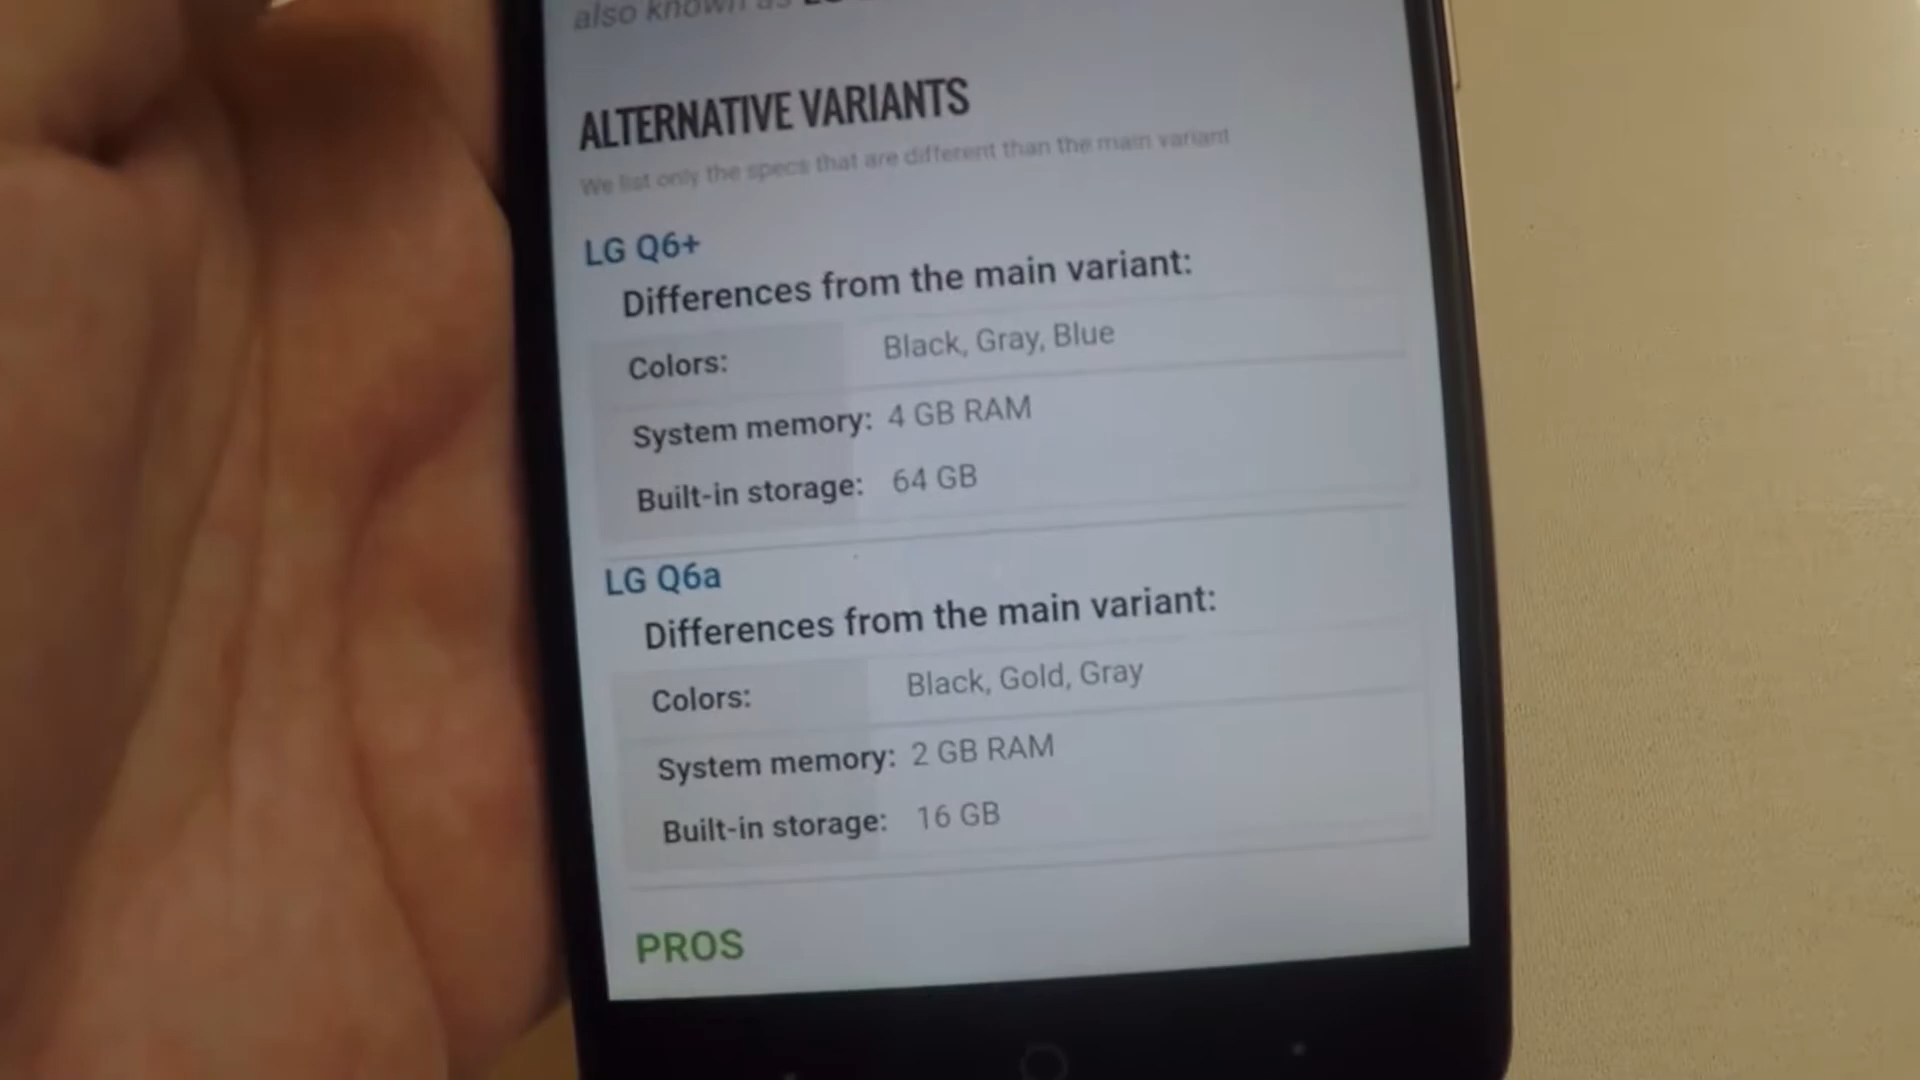 also known as
ALTERNATIVE VARIANTS
We list only the specs that are different than the main variant
LG Q6+
Differences from the main variant:
Colors: Black, Gray, Blue
System memory: 4 GB RAM
Built-in storage: 64 GB
LG Q6a
Differences from the main variant:
Colors: Black, Gold, Gray
System memory: 2 GB RAM
Built-in storage: 16 GB
PROS